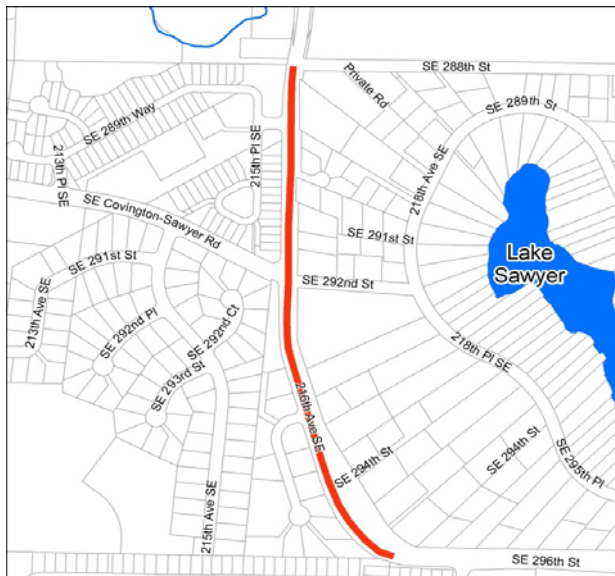 SE 288th St
Private Rd
SE 289th St
SE 289th Way
213th Pl SE
215th Pl SE
218th Ave SE
SE Covington-Sawyer Rd
SE 291st St
SE 291st St
Lake
Sawyer
213th Ave SE
SE 292nd Pl
SE 292nd Ct
SE 292nd St
218th Pl SE
SE 293rd St
216th Ave SE
215th Ave SE
SE 294th St
SE 294th St
SE 295th Pl
SE 296th St